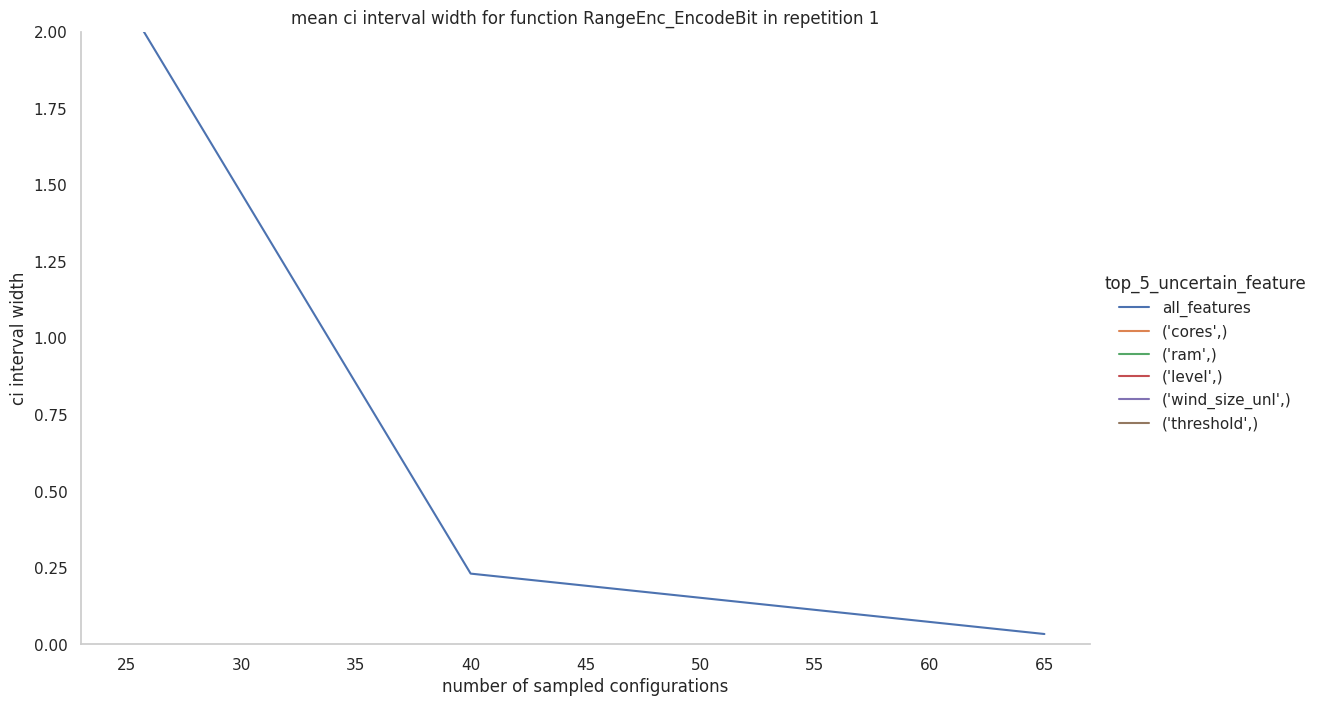 mean ci interval width for function RangeEnc_EncodeBit in repetition 1
2.00
1.75
1.50
1.25
1.00
0.75
0.50
0.25
0.00
ci interval width
25
30
35
40
45
50
55
60
65
number of sampled configurations
top_5_uncertain_feature
all_features
('cores',)
('ram',)
('level',)
('wind_size_unl',)
('threshold',)